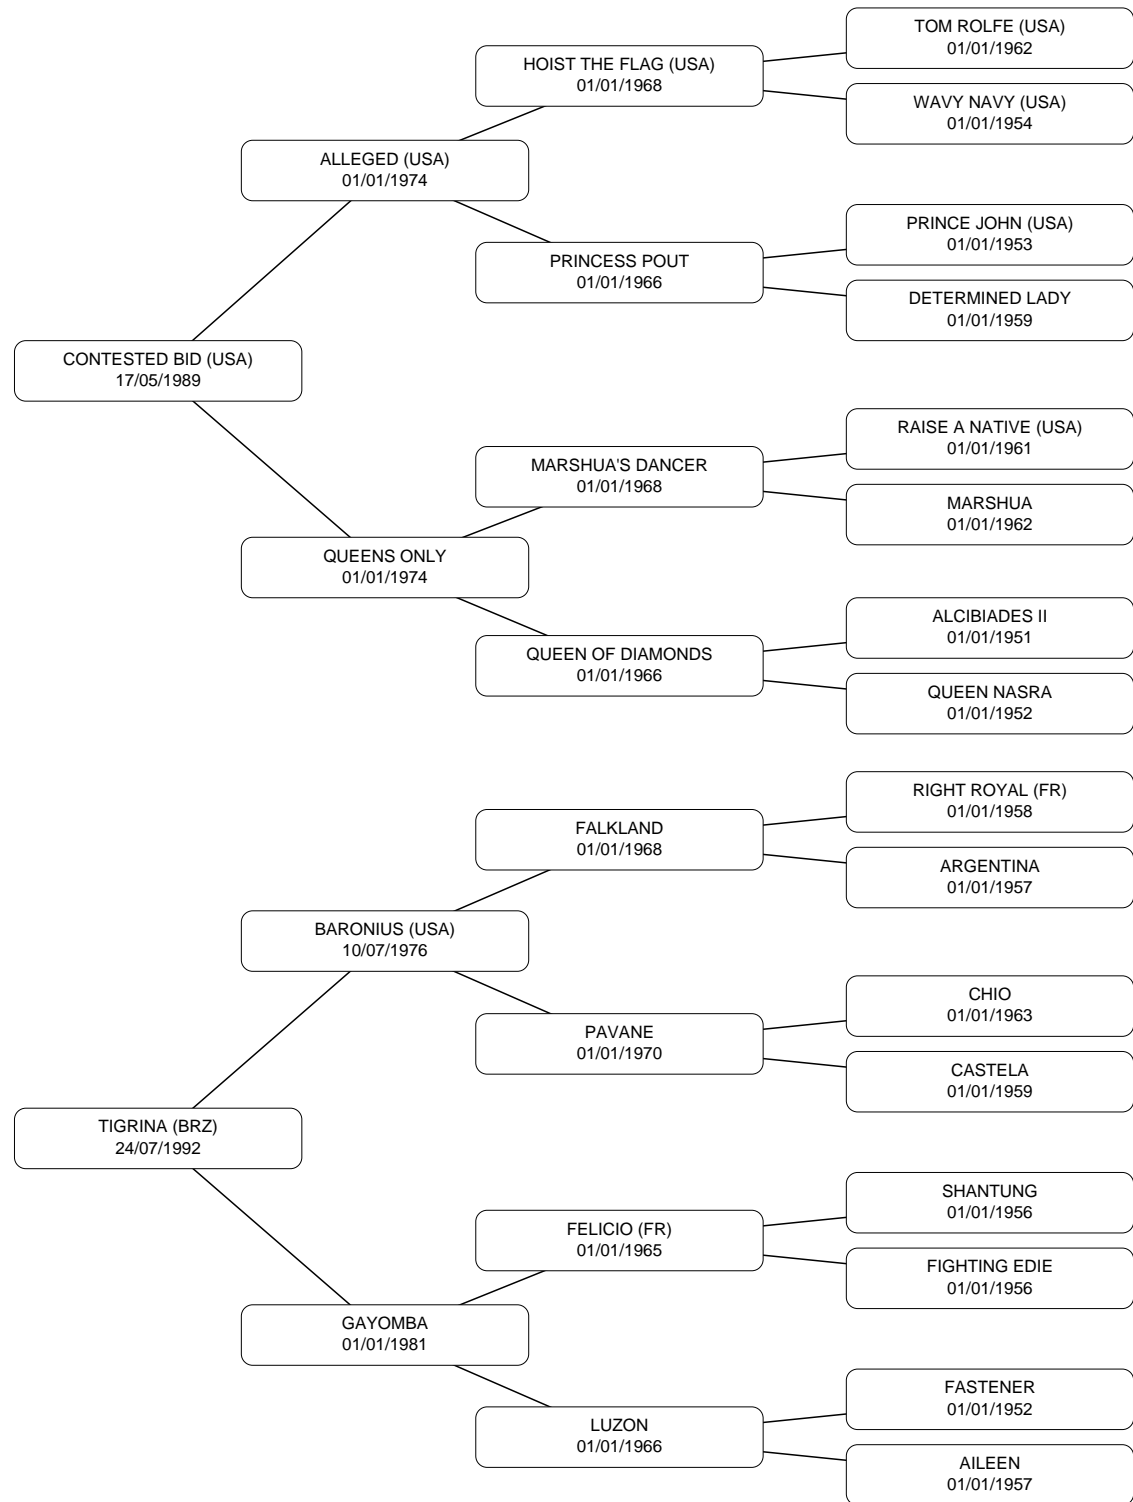 TOM ROLFE (USA)
01/01/1962
HOIST THE FLAG (USA)
01/01/1968
WAVY NAVY (USA)
01/01/1954
ALLEGED (USA)
01/01/1974
PRINCE JOHN (USA)
01/01/1953
PRINCESS POUT
01/01/1966
DETERMINED LADY
01/01/1959
CONTESTED BID (USA)
17/05/1989
RAISE A NATIVE (USA)
01/01/1961
MARSHUA'S DANCER
01/01/1968
MARSHUA
01/01/1962
QUEENS ONLY
01/01/1974
ALCIBIADES II
01/01/1951
QUEEN OF DIAMONDS
01/01/1966
QUEEN NASRA
01/01/1952
RIGHT ROYAL (FR)
01/01/1958
FALKLAND
01/01/1968
ARGENTINA
01/01/1957
BARONIUS (USA)
10/07/1976
CHIO
01/01/1963
PAVANE
01/01/1970
CASTELA
01/01/1959
TIGRINA (BRZ)
24/07/1992
SHANTUNG
01/01/1956
FELICIO (FR)
01/01/1965
FIGHTING EDIE
01/01/1956
GAYOMBA
01/01/1981
FASTENER
01/01/1952
LUZON
01/01/1966
AILEEN
01/01/1957